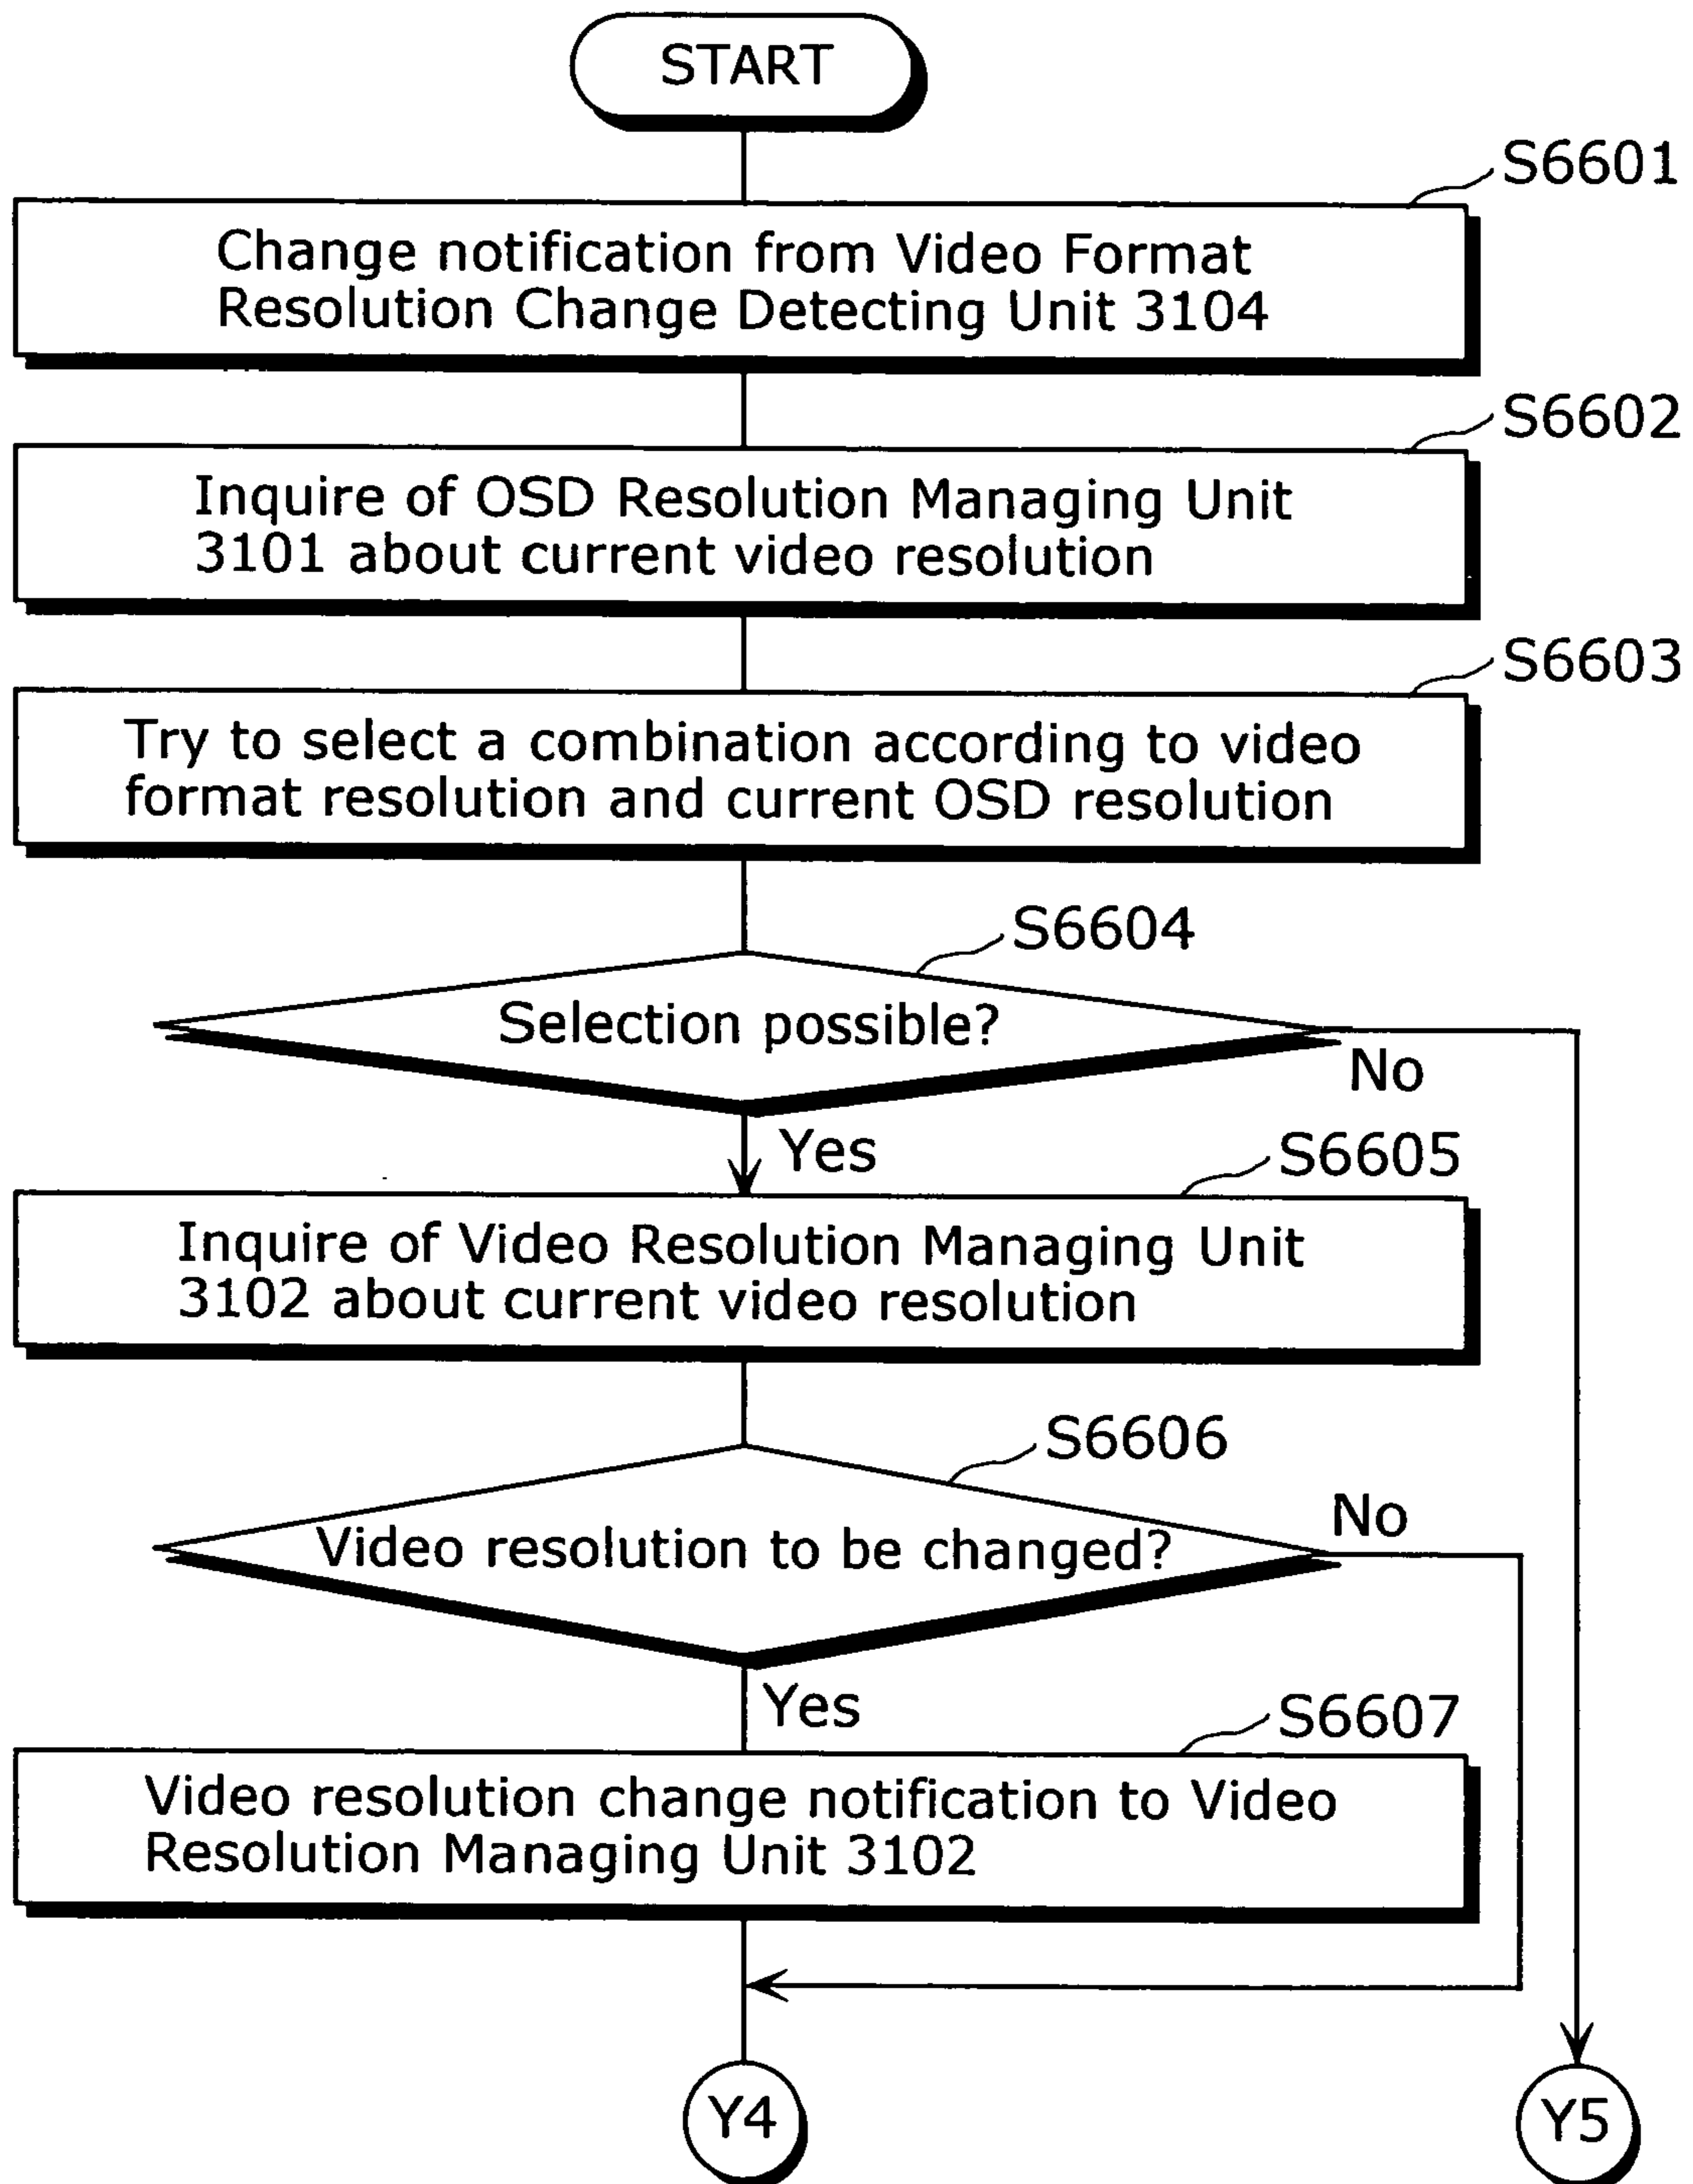 START
S6601
Change notification from Video Format
Resolution Change Detecting Unit 3104
S6602
Inquire of OSD Resolution Managing Unit
3101 about current video resolution
S6603
Try to select a combination according to video
format resolution and current OSD resolution
S6604
Selection possible?
No
Yes
S6605
Inquire of Video Resolution Managing Unit
3102 about current video resolution
S6606
Video resolution to be changed?
No
Yes
S6607
Video resolution change notification to Video
Resolution Managing Unit 3102
Y4
Y5